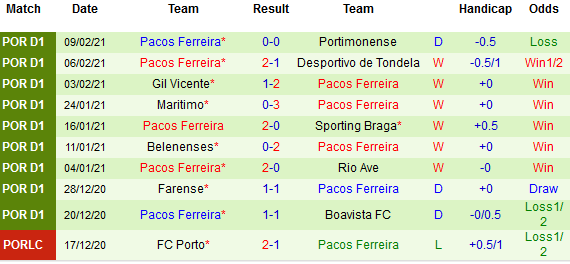 Match Date Team Result Team Handicap Odds
POR D1 09/02/21 Pacos Ferreira* 0-0 Portimonense D -0.5 Loss
POR D1 06/02/21 Pacos Ferreira* 2-1 Desportivo de Tondela W -0.5/1 Win1/2
POR D1 03/02/21 Gil Vicente* 1-2 Pacos Ferreira W +0 Win
POR D1 24/01/21 Maritimo* 0-3 Pacos Ferreira W +0 Win
POR D1 16/01/21 Pacos Ferreira 2-0 Sporting Braga* W +0.5 Win
POR D1 11/01/21 Belenenses* 0-2 Pacos Ferreira W +0 Win
POR D1 04/01/21 Pacos Ferreira* 2-0 Rio Ave W -0 Win
POR D1 28/12/20 Farense* 1-1 Pacos Ferreira D +0 Draw
POR D1 20/12/20 Pacos Ferreira* 1-1 Boavista FC D -0/0.5 Loss1/
2
PORLC 17/12/20 FC Porto* 2-1 Pacos Ferreira L +0.5/1 Loss1/
2